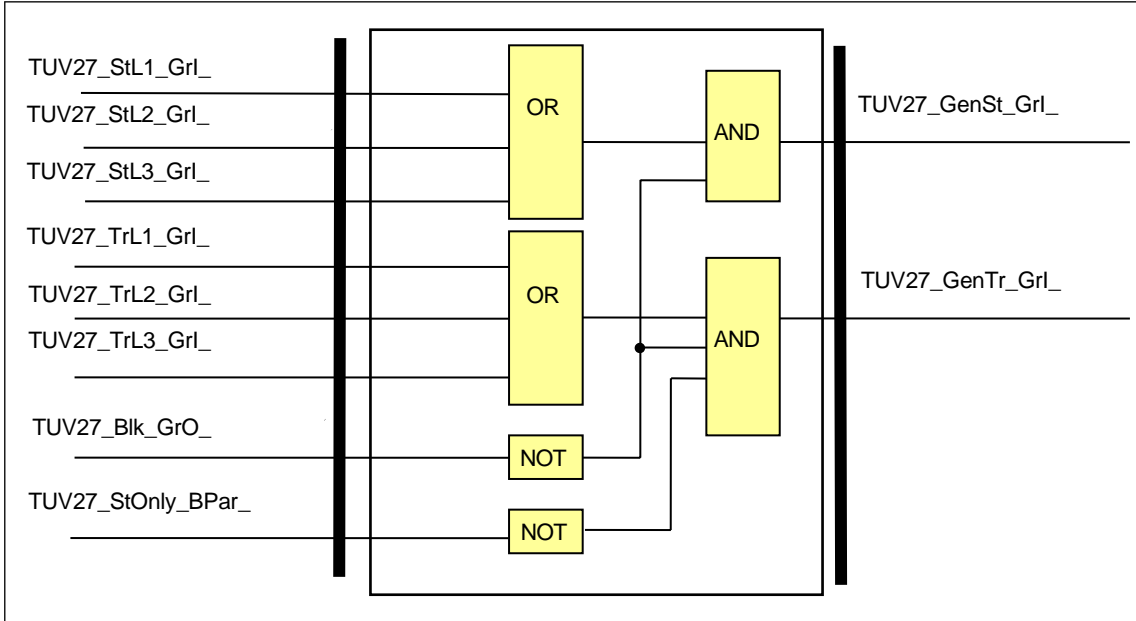 TUV27_StL1_GrI_
TUV27_StL2_GrI_
TUV27_StL3_GrI_
OR
AND
TUV27_GenSt_GrI_
TUV27_TrL1_GrI_
TUV27_TrL2_GrI_
TUV27_TrL3_GrI_
OR
AND
TUV27_GenTr_GrI_
TUV27_Blk_GrO_
NOT
TUV27_StOnly_BPar_
NOT